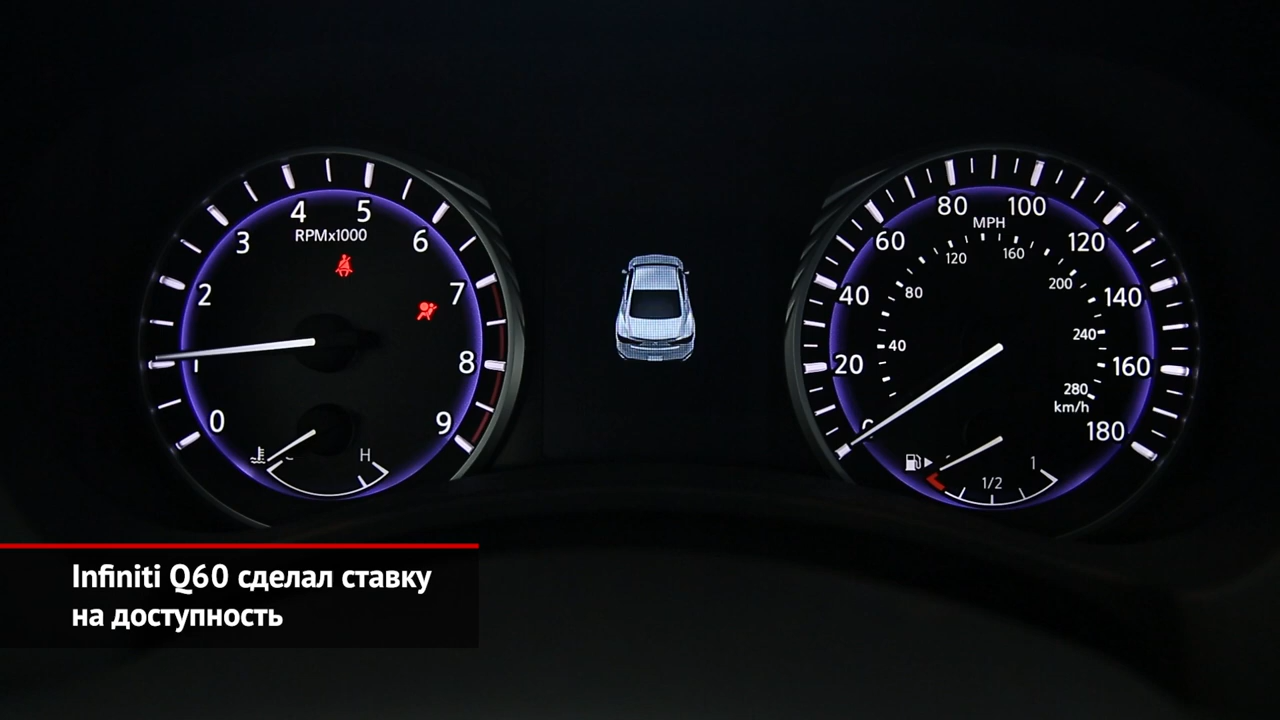 4 5
RPMx1000
3 6
2 7
1 8
0 9
H
80 100
MPH
60 120
120 160
80 200
40 140
40 240
20 160
280
km/h
0 180
1/2 1
Infiniti Q60 сделал ставку
на доступность